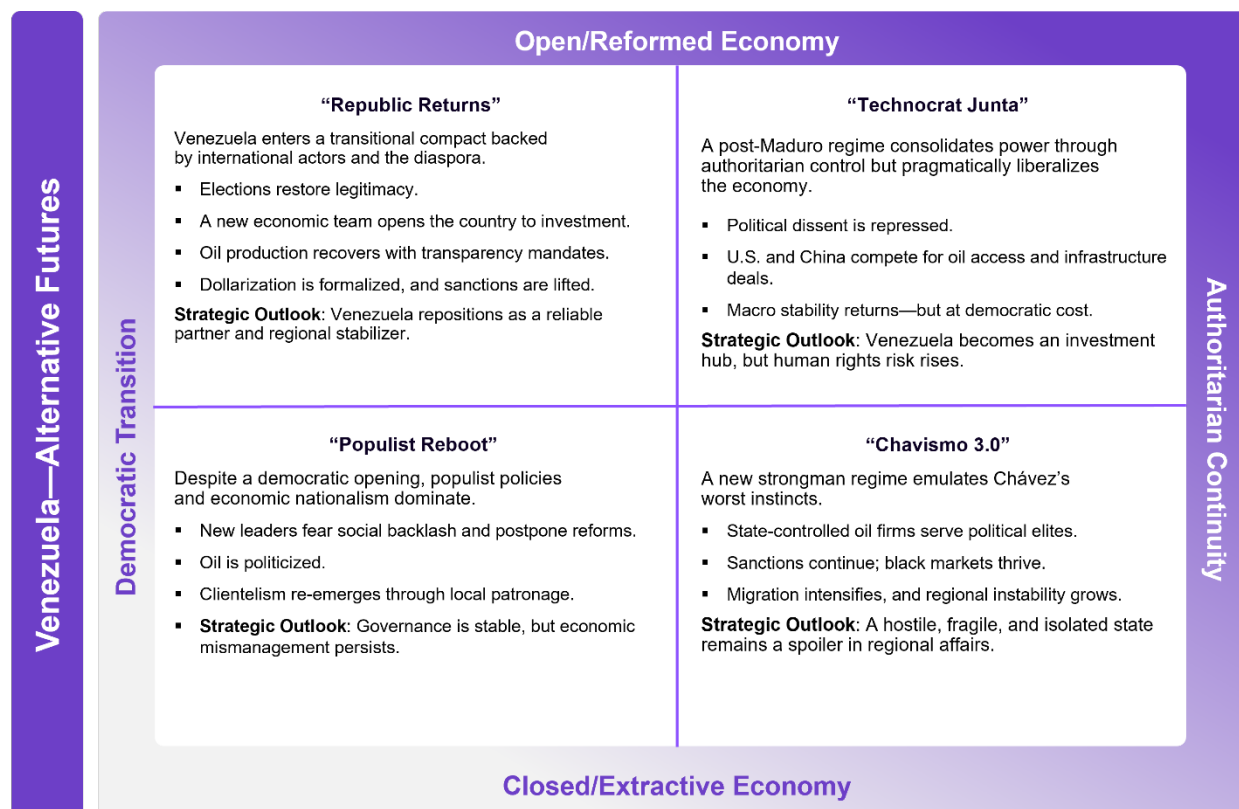 Venezuela—Alternative Futures
Open/Reformed Economy
Democratic Transition
“Republic Returns”
Venezuela enters a transitional compact backed
by international actors and the diaspora.
▪ Elections restore legitimacy.
▪ A new economic team opens the country to investment.
▪ Oil production recovers with transparency mandates.
▪ Dollarization is formalized, and sanctions are lifted.
Strategic Outlook: Venezuela repositions as a reliable
partner and regional stabilizer.
“Technocrat Junta”
A post-Maduro regime consolidates power through
authoritarian control but pragmatically liberalizes
the economy.
▪ Political dissent is repressed.
▪ U.S. and China compete for oil access and infrastructure
deals.
▪ Macro stability returns—but at democratic cost.
Strategic Outlook: Venezuela becomes an investment
hub, but human rights risk rises.
“Populist Reboot”
Despite a democratic opening, populist policies
and economic nationalism dominate.
▪ New leaders fear social backlash and postpone reforms.
▪ Oil is politicized.
▪ Clientelism re-emerges through local patronage.
▪ Strategic Outlook: Governance is stable, but economic
mismanagement persists.
“Chavismo 3.0”
A new strongman regime emulates Chávez’s
worst instincts.
▪ State-controlled oil firms serve political elites.
▪ Sanctions continue; black markets thrive.
▪ Migration intensifies, and regional instability grows.
Strategic Outlook: A hostile, fragile, and isolated state
remains a spoiler in regional affairs.
Authoritarian Continuity
Closed/Extractive Economy